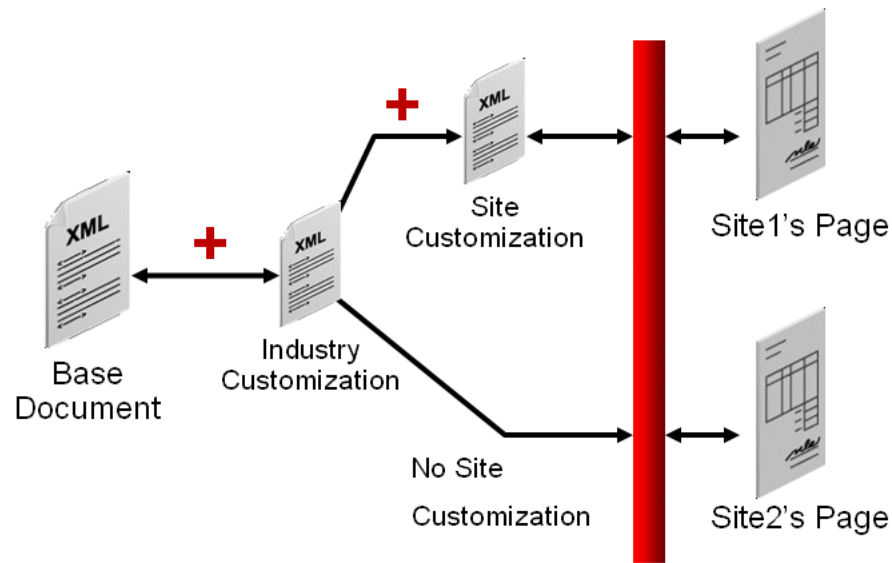 XML
Site
Customization
Site1's Page
XML
Base
Document
XML
Industry
Customization
No Site
Customization
Site2's Page